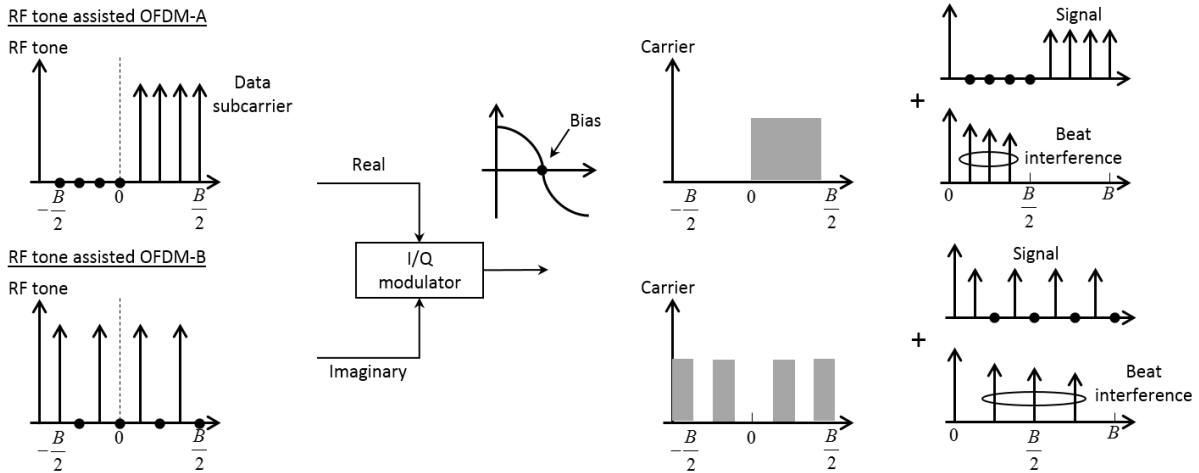 RF tone assisted OFDM-A
RF tone
Data
subcarrier
-B/2
0
B/2
Real
Bias
I/Q
modulator
Imaginary
Carrier
-B/2
0
B/2
Signal
+
Beat
interference
0
B/2
B
RF tone assisted OFDM-B
RF tone
-B/2
0
B/2
Carrier
-B/2
0
B/2
Signal
+
Beat
interference
0
B/2
B